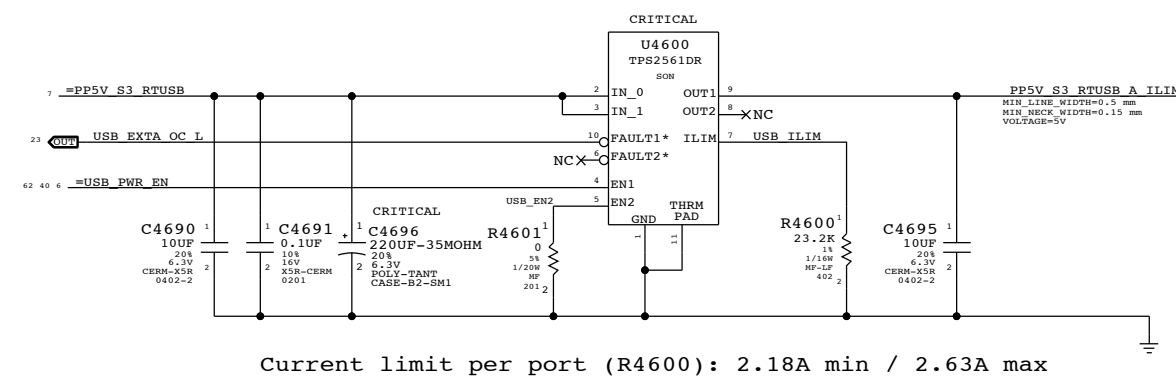 CRITICAL
U4600
TPS2561DR
SON
7 =PP5V_S3_RTUSB
2 IN_0
OUT1 9
PP5V_S3_RTUSB_A_ILIM
MIN_LINE_WIDTH=0.5 mm
MIN_NECK_WIDTH=0.15 mm
VOLTAGE=5V
3 IN_1
OUT2 8
NC
23 OUT USB_EXTA_OC_L
10 FAULT1*
ILIM 7 USB_ILIM
NC 6 FAULT2*
62 40 6 =USB_PWR_EN
4 EN1
USB_EN2 5 EN2
GND
THRM
PAD
1
11
C4690 1
10UF
20%
6.3V
CERM-X5R
0402-2
2
C4691
1
0.1UF
10%
16V
X5R-CERM
0201
2
CRITICAL
1 C4696
+
220UF-35MOHM
20%
6.3V
POLY-TANT
CASE-B2-SM1
2
R4601 1
0
5%
1/20W
MF
201 2
R4600 1
23.2K
1%
1/16W
MF-LF
402 2
C4695 1
10UF
20%
6.3V
CERM-X5R
0402-2
2
Current limit per port (R4600): 2.18A min / 2.63A max